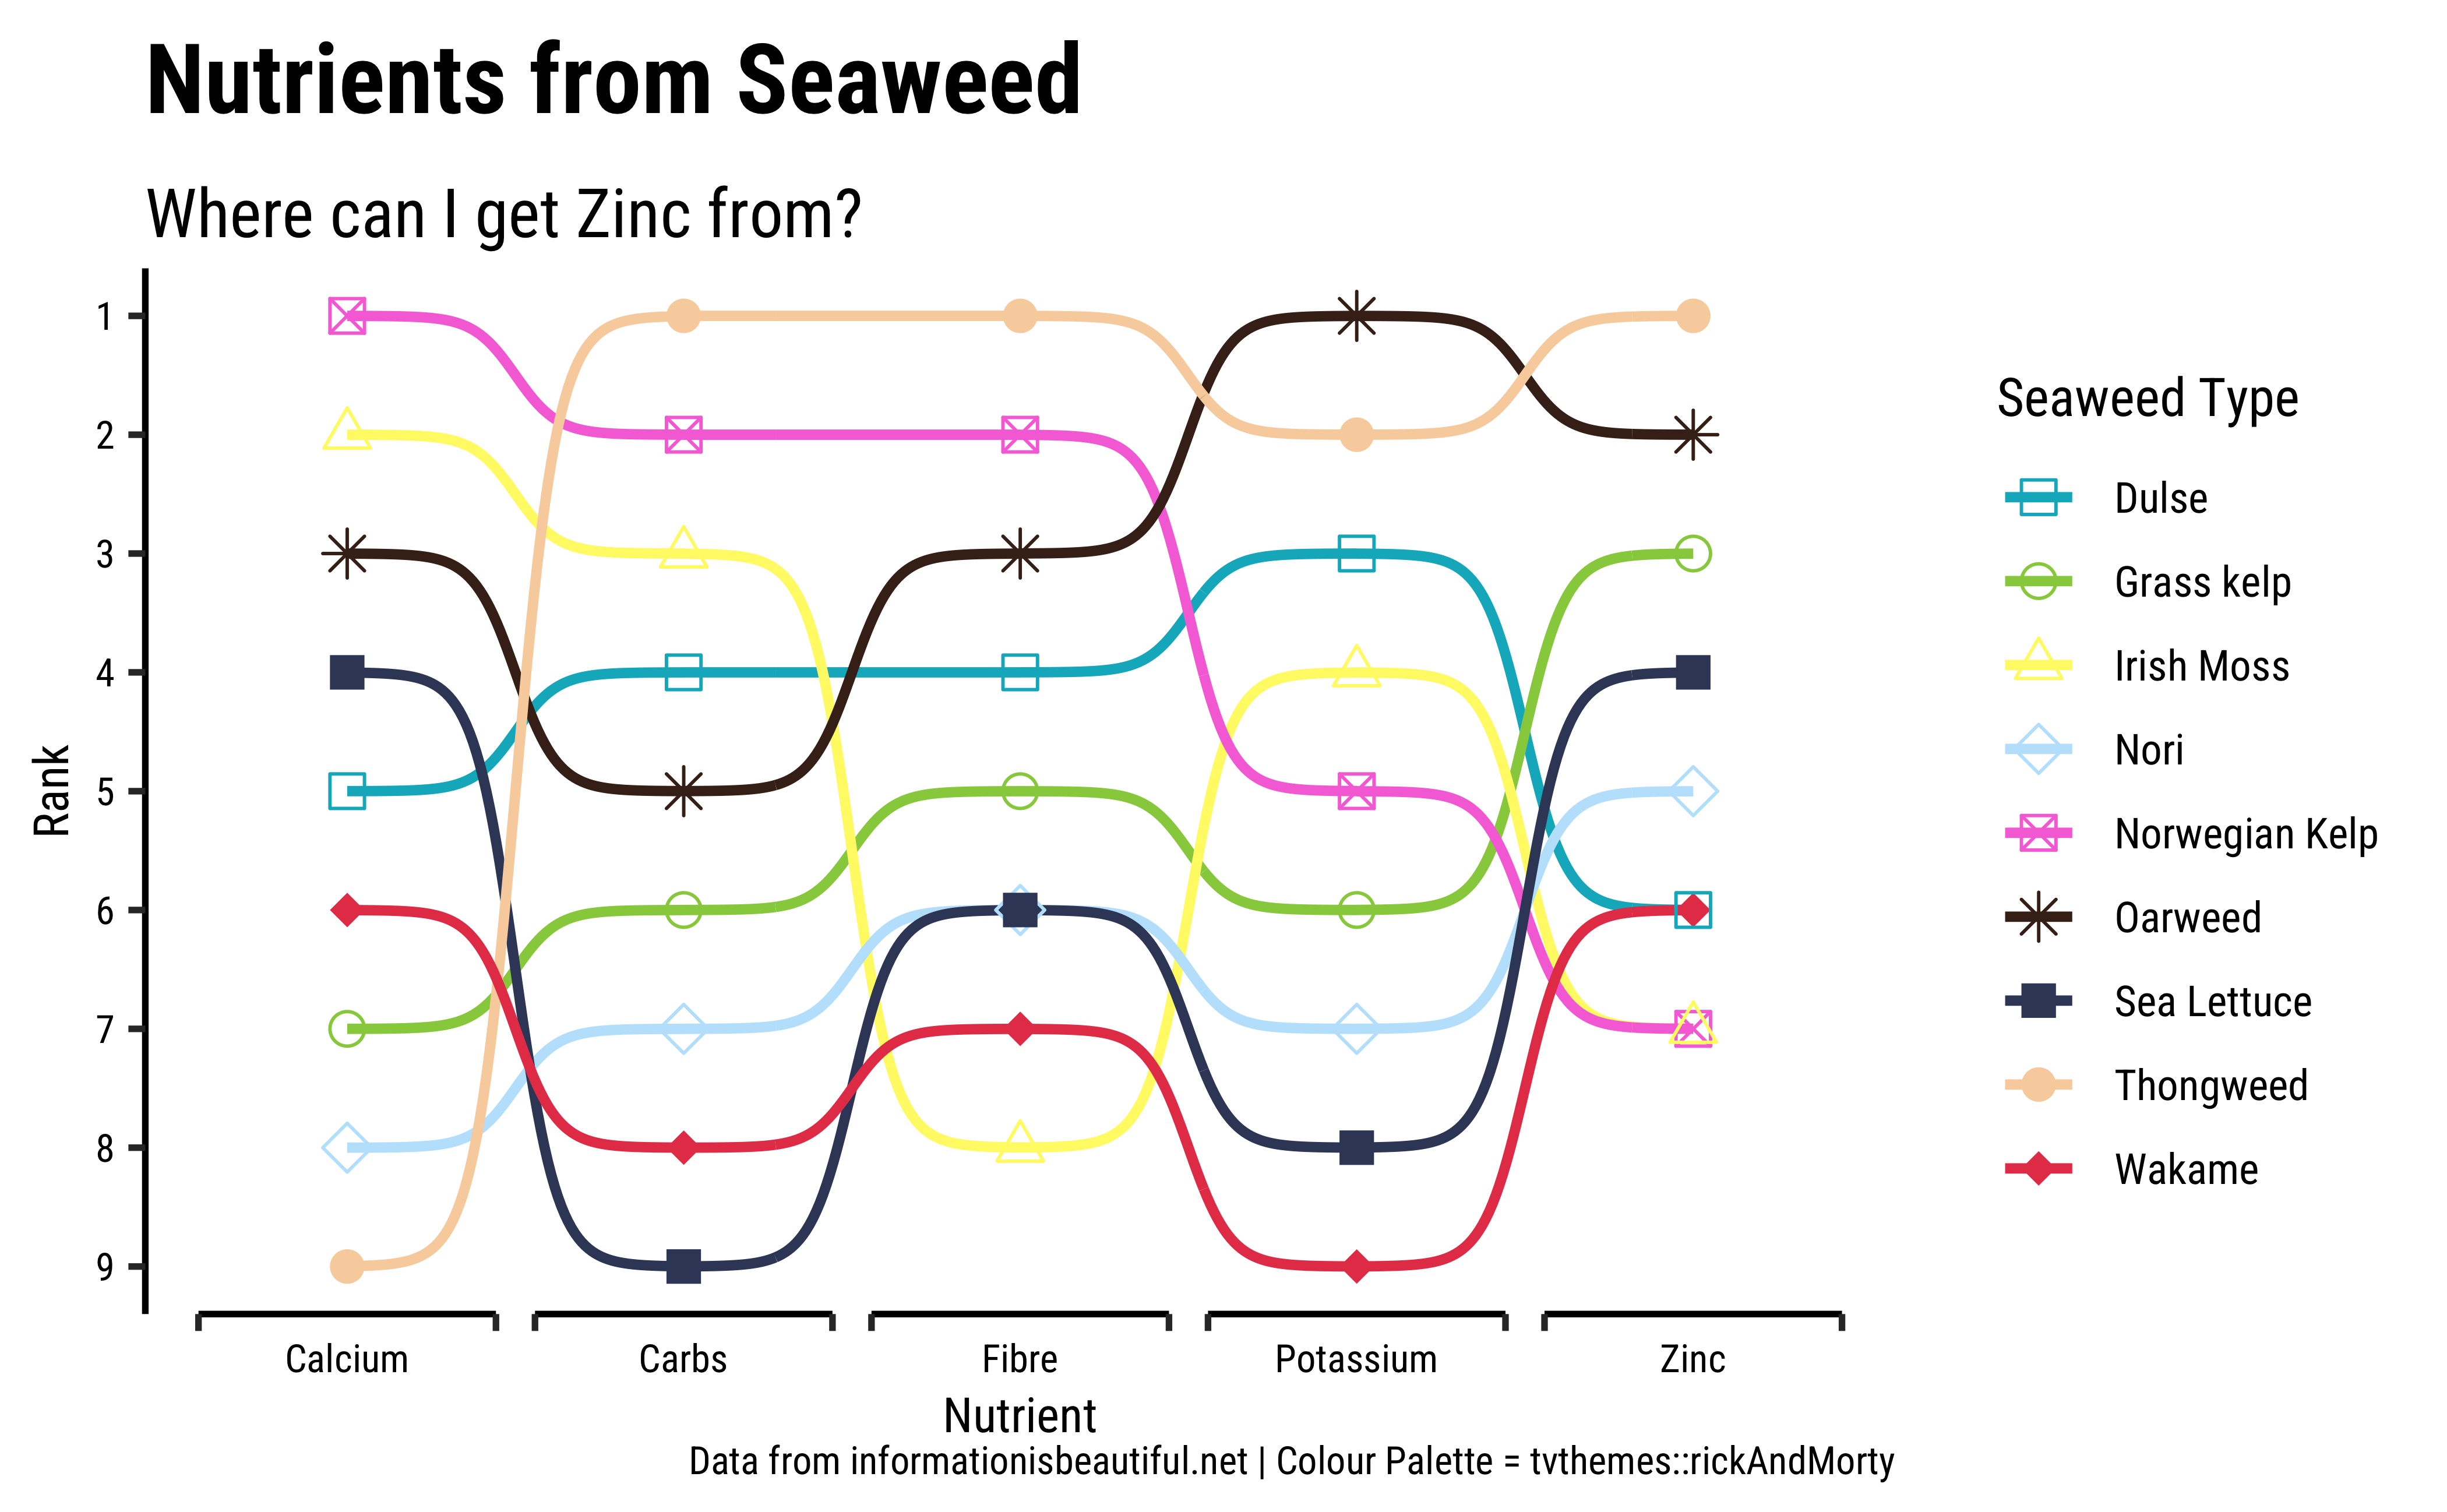 Nutrients from Seaweed
Where can I get Zinc from?
Rank
1
2
3
4
5
6
7
8
9
Calcium
Carbs
Fibre
Potassium
Zinc
Nutrient
Data from informationisbeautiful.net | Colour Palette = tvthemes::rickAndMorty
Seaweed Type
Dulse
Grass kelp
Irish Moss
Nori
Norwegian Kelp
Oarweed
Sea Lettuce
Thongweed
Wakame